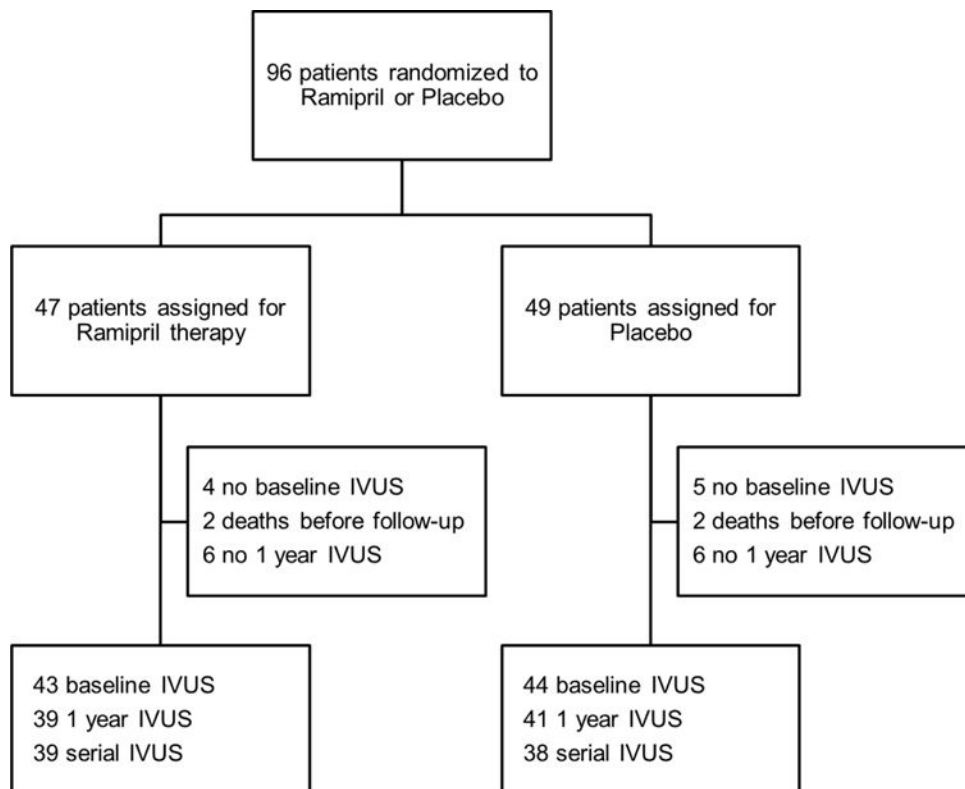 96 patients randomized to
Ramipril or Placebo
47 patients assigned for
Ramipril therapy
49 patients assigned for
Placebo
4 no baseline IVUS
2 deaths before follow-up
6 no 1 year IVUS
5 no baseline IVUS
2 deaths before follow-up
6 no 1 year IVUS
43 baseline IVUS
39 1 year IVUS
39 serial IVUS
44 baseline IVUS
41 1 year IVUS
38 serial IVUS